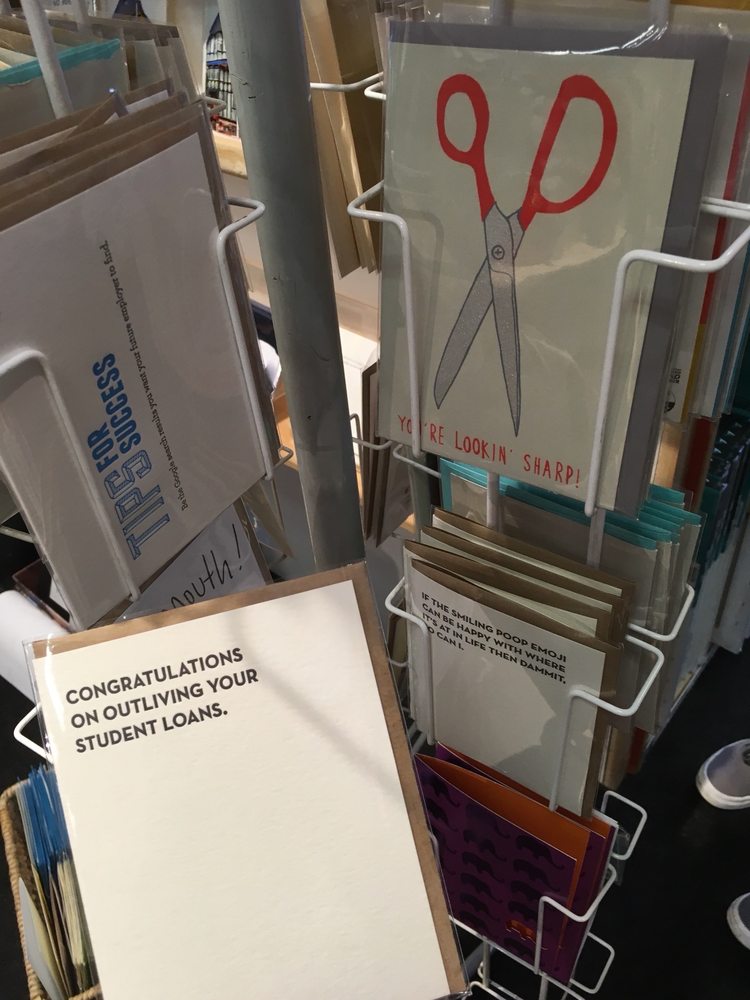 TIPS FOR
SUCCESS
Be the Google search results you want your future employer to find.
YOU'RE LOOKIN' SHARP!
IF THE SMILING POOP EMOJI
CAN BE HAPPY WITH WHERE
IT'S AT IN LIFE THEN DAMMIT,
SO CAN I.
CONGRATULATIONS
ON OUTLIVING YOUR
STUDENT LOANS.